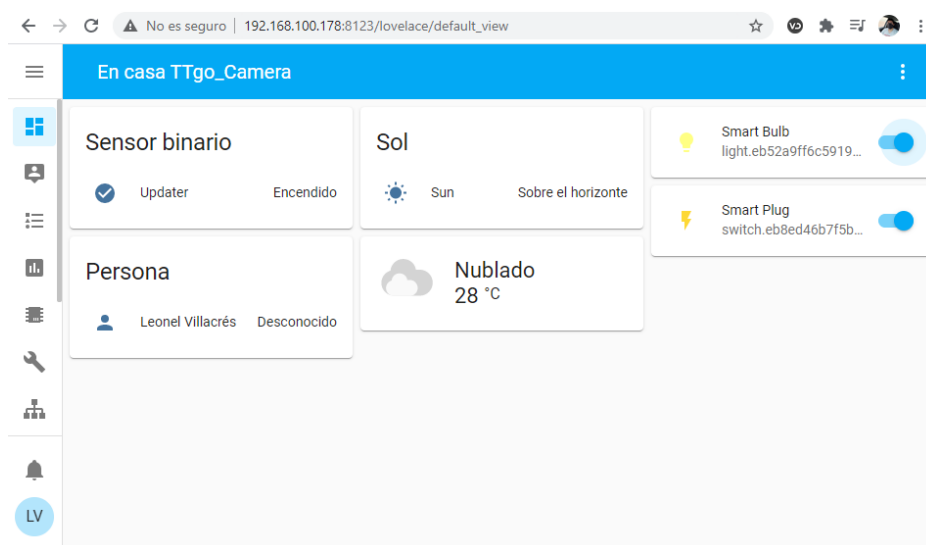 No es seguro | 192.168.100.178:8123/lovelace/default_view
En casa TTgo_Camera
Sensor binario
Updater Encendido
Persona
Leonel Villacrés Desconocido
Sol
Sun Sobre el horizonte
Nublado
28 °C
Smart Bulb
light.eb52a9ff6c5919...
Smart Plug
switch.eb8ed46b7f5b...
LV